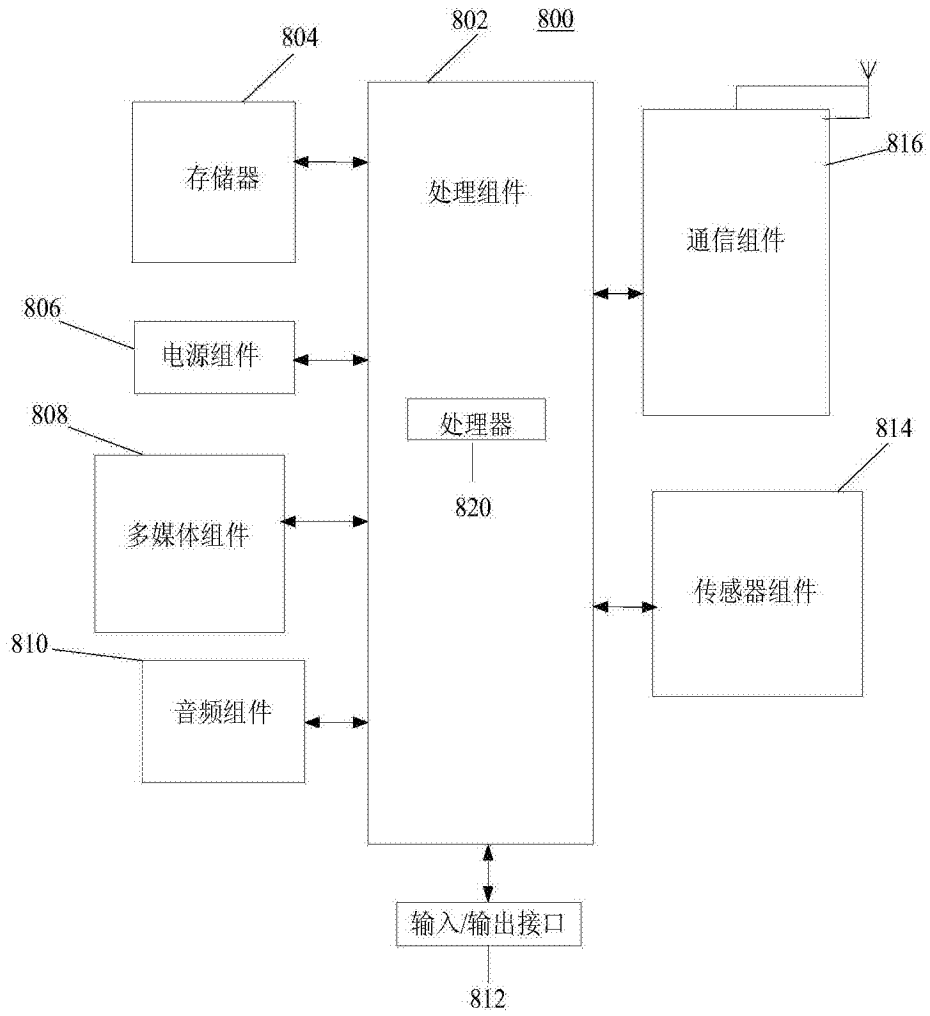 804
802
800
存储器
处理组件
816
通信组件
806
电源组件
808
处理器
820
814
多媒体组件
传感器组件
810
音频组件
输入/输出接口
812